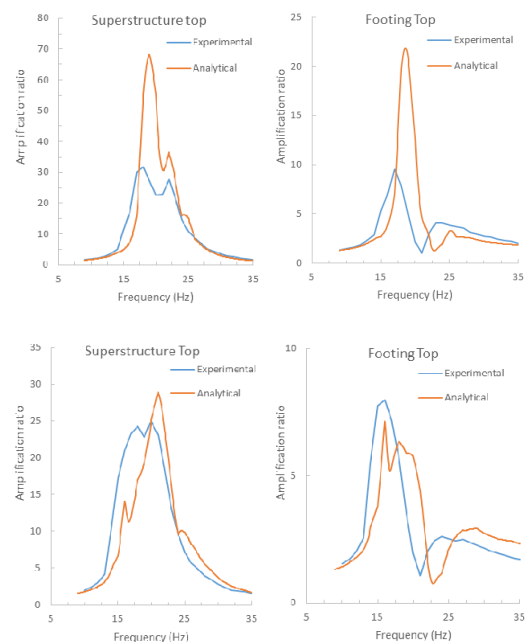 Superstructure top
80
70
60
50
40
30
20
10
0
Amplification ratio
Experimental
Analytical
5
15
25
35
Frequency (Hz)
Footing Top
25
20
15
10
5
0
Amplification ratio
Experimental
Analytical
5
15
25
35
Frequency (Hz)
Superstructure Top
35
30
25
20
15
10
5
0
Amplification ratio
Experimental
Analytical
5
15
25
35
Frequency (Hz)
Footing Top
10
5
0
Amplification ratio
Experimental
Analytical
5
15
25
35
Frequency (Hz)